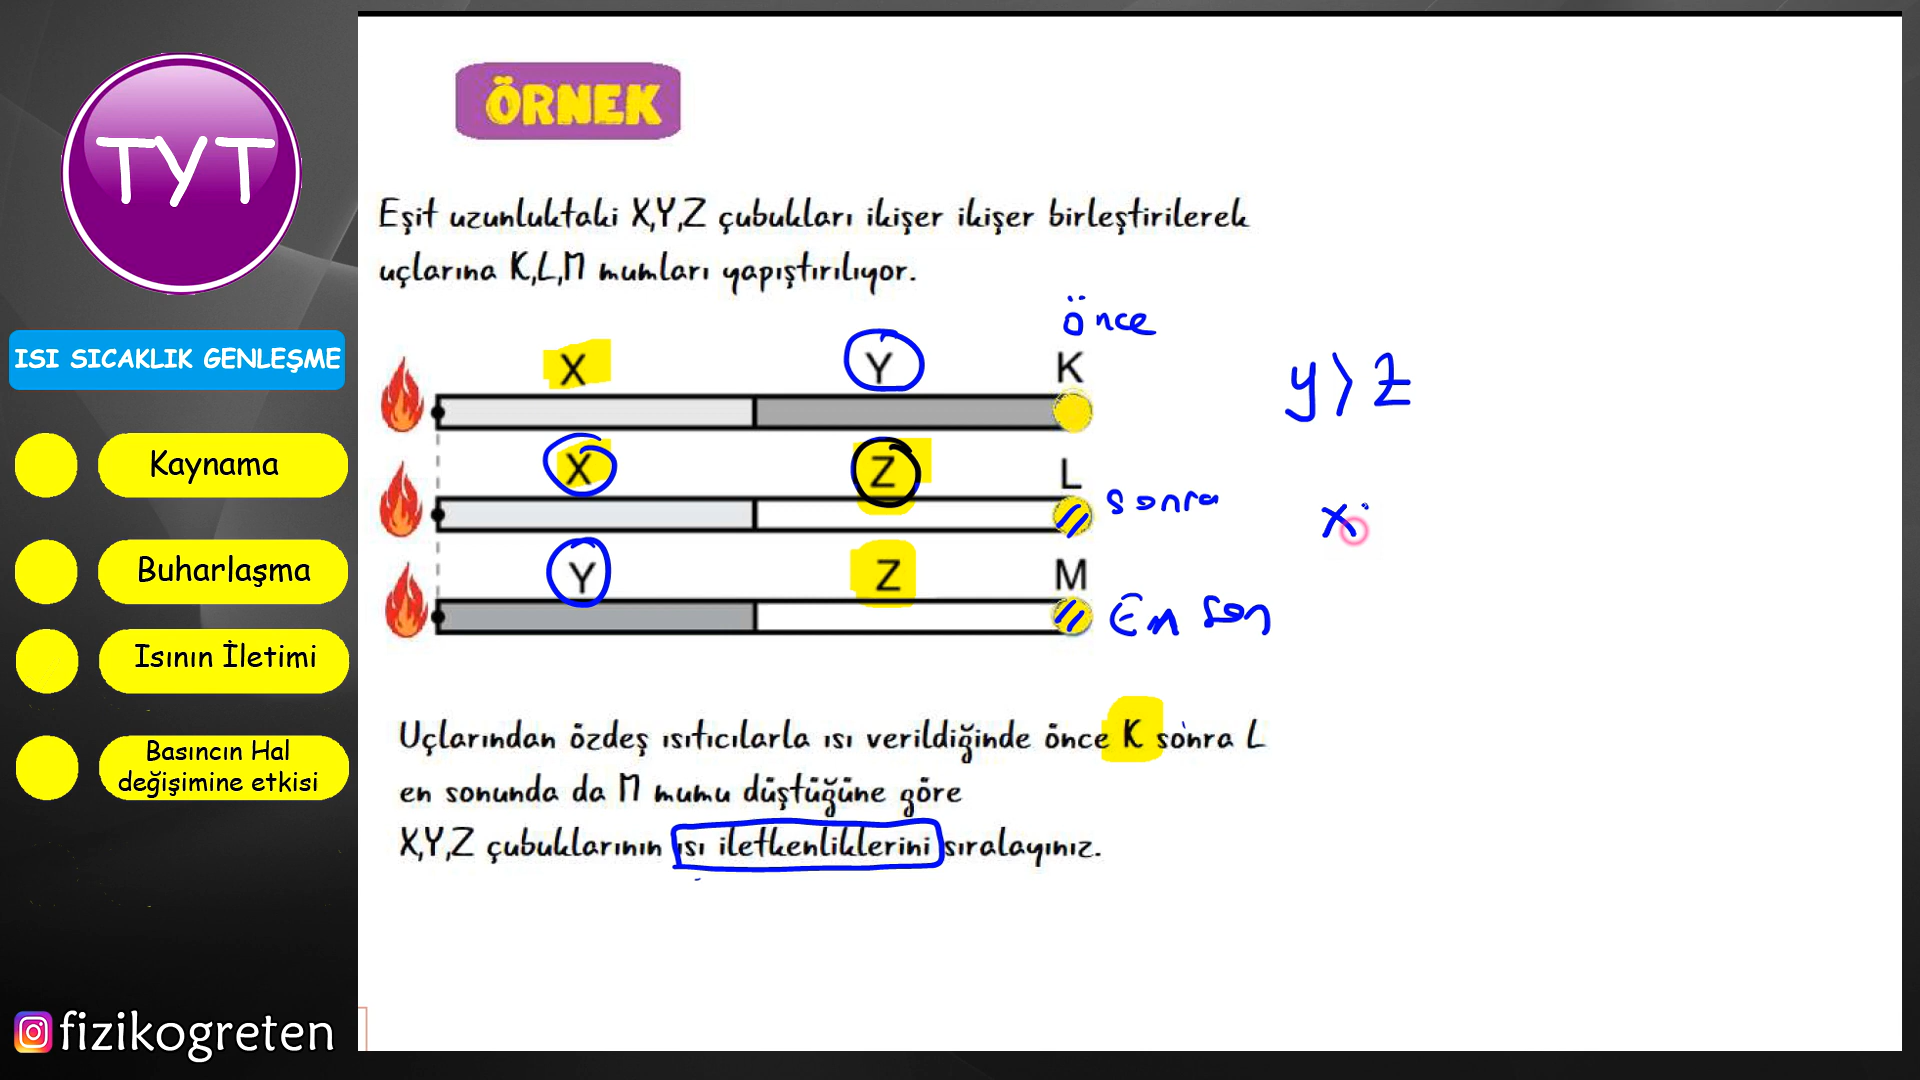 TYT
ISI SICAKLIK GENLEŞME
Kaynama
Buharlaşma
Isının İletimi
Basıncın Hal
değişimine etkisi
fizikogreten
ÖRNEK
Eşit uzunluktaki X,Y,Z çubukları ikişer ikişer birleştirilerek
uçlarına K,L,M mumları yapıştırılıyor.
önce
X Y K
y > z
X Z L
sonra
x
Y Z M
En son
Uçlarından özdeş ısıtıcılarla ısı verildiğinde önce K sonra L
en sonunda da M mumu düştüğüne göre
X,Y,Z çubuklarının ısı iletkenliklerini sıralayınız.